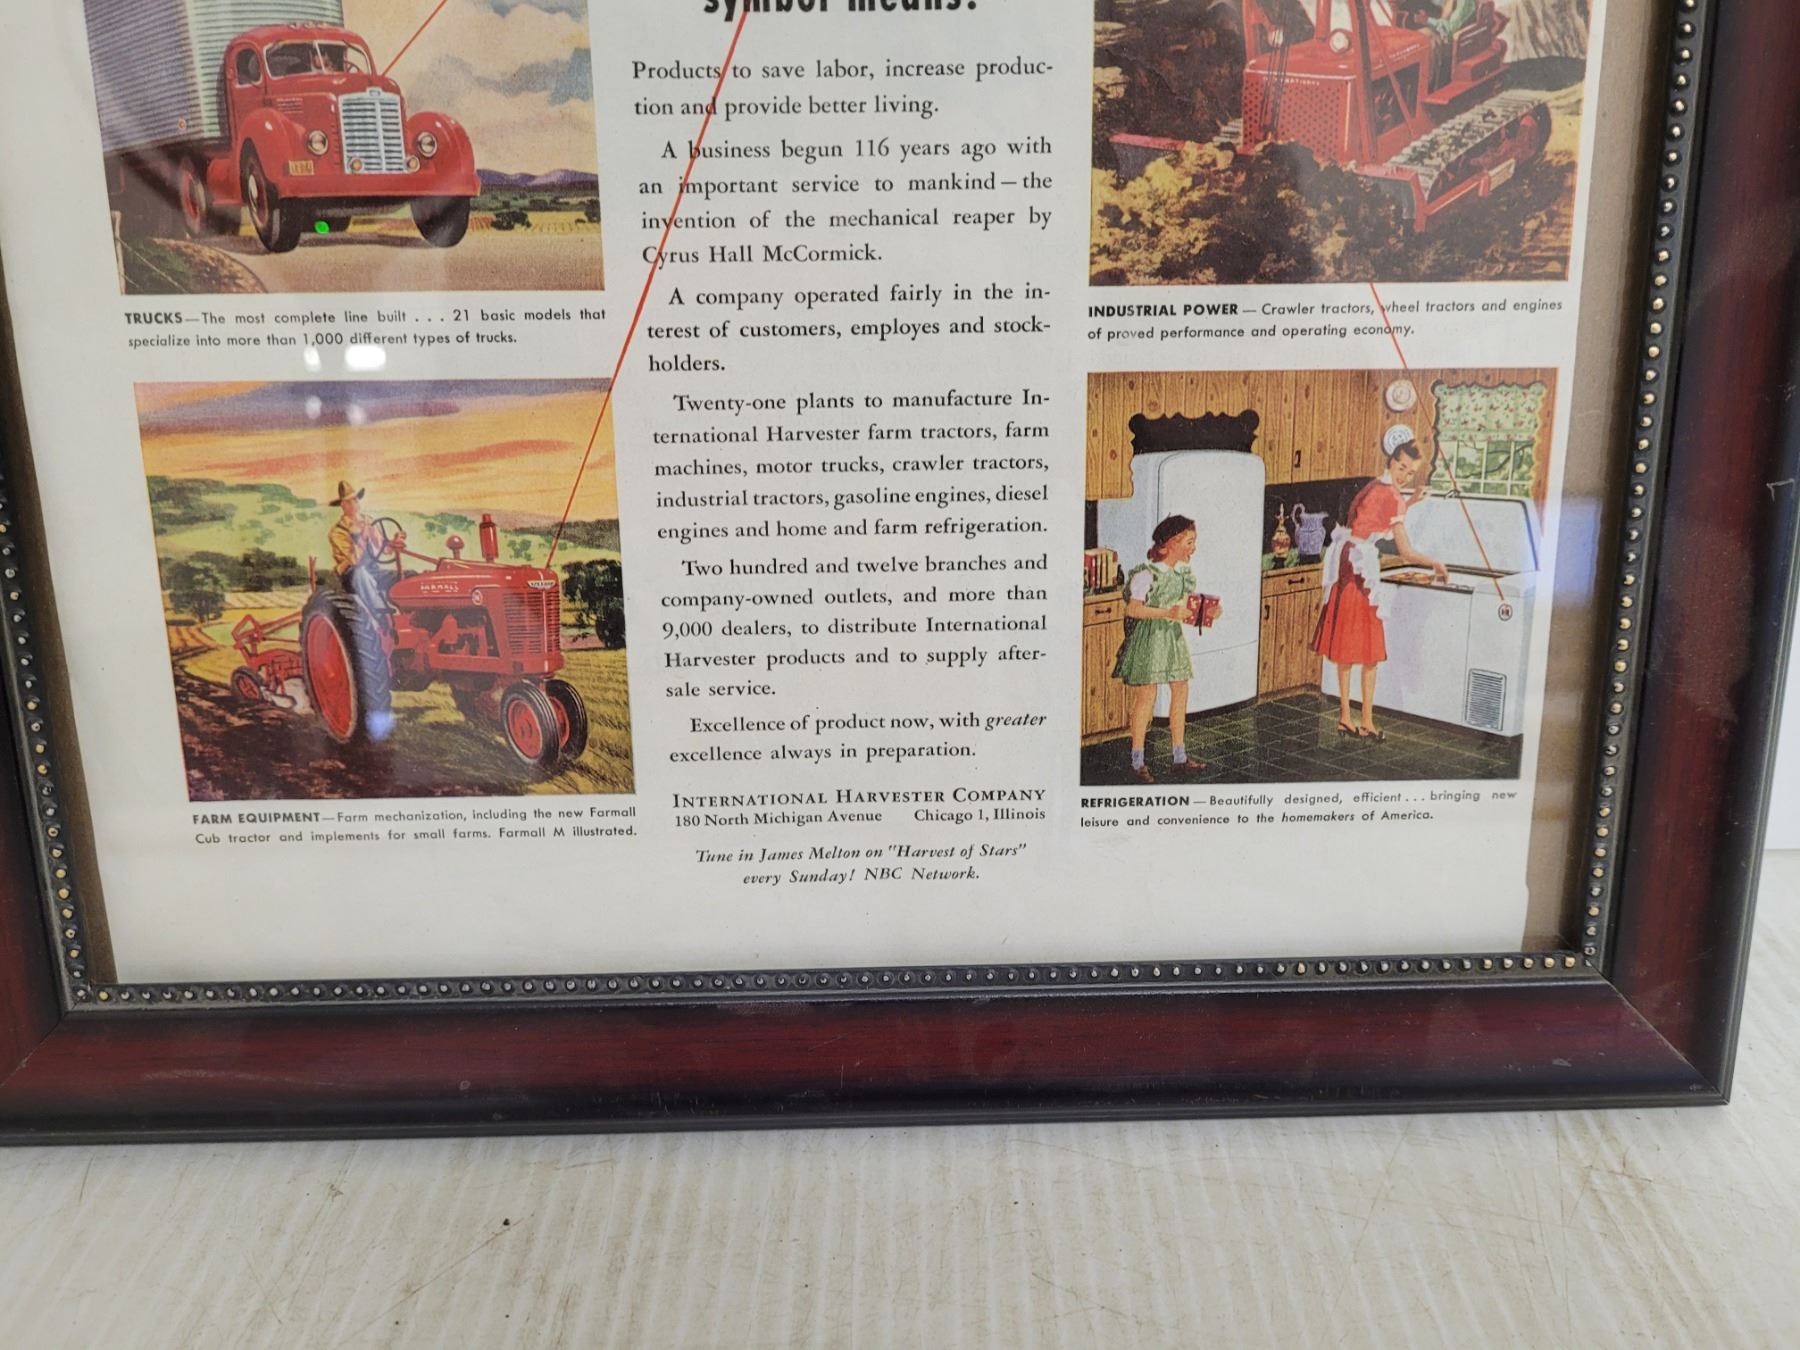 symbol means:
Products to save labor, increase produc-
tion and provide better living.
A business begun 116 years ago with
an important service to mankind – the
invention of the mechanical reaper by
Cyrus Hall McCormick.
A company operated fairly in the in-
terest of customers, employes and stock-
holders.
Twenty-one plants to manufacture In-
ternational Harvester farm tractors, farm
machines, motor trucks, crawler tractors,
industrial tractors, gasoline engines, diesel
engines and home and farm refrigeration.
Two hundred and twelve branches and
company-owned outlets, and more than
9,000 dealers, to distribute International
Harvester products and to supply after-
sale service.
Excellence of product now, with greater
excellence always in preparation.
INTERNATIONAL HARVESTER COMPANY
180 North Michigan Avenue Chicago 1, Illinois
Tune in James Melton on "Harvest of Stars"
every Sunday! NBC Network.
TRUCKS—The most complete line built . . . 21 basic models that
specialize into more than 1,000 different types of trucks.
FARMALL
FARM EQUIPMENT—Farm mechanization, including the new Farmall
Cub tractor and implements for small farms. Farmall M illustrated.
INTERNATIONAL
INDUSTRIAL POWER — Crawler tractors, wheel tractors and engines
of proved performance and operating economy.
REFRIGERATION — Beautifully designed, efficient . . . bringing new
leisure and convenience to the homemakers of America.